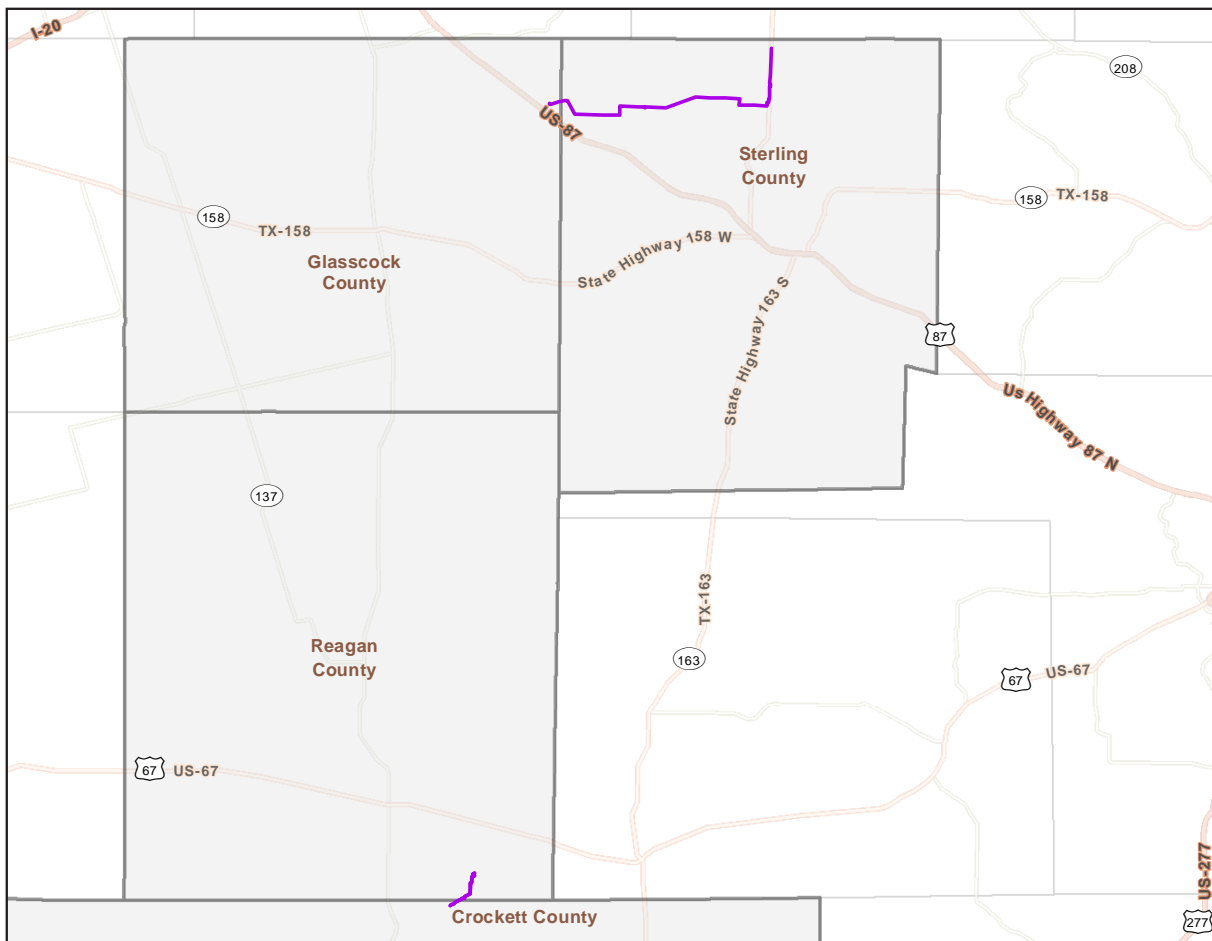 I-20
208
US-87
Sterling
County
158
TX-158
158
TX-158
State Highway 158 W
Glasscock
County
State Highway 163 S
87
Us Highway 87 N
137
TX-163
Reagan
County
163
67
US-67
67
US-67
US-277
Crockett County
277